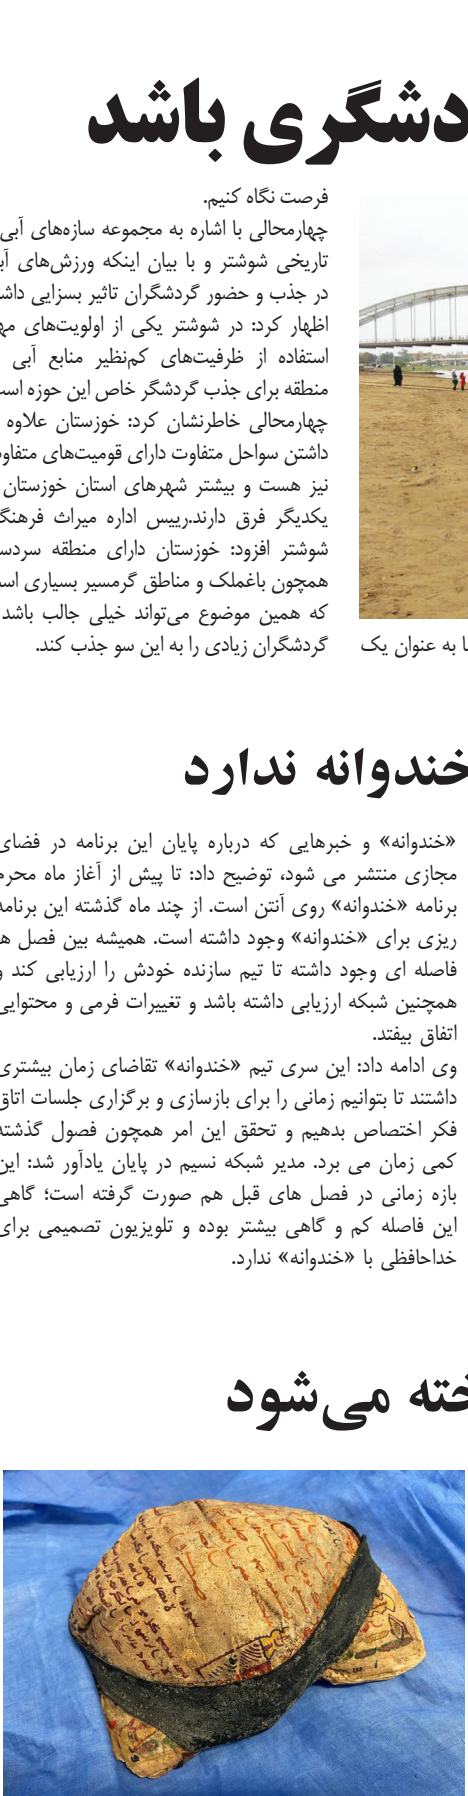 دشگری باشد
فرصت نگاه کنیم.
چهارمحالی با اشاره به مجموعه سازه‌های آبی
تاریخی شوشتر و با بیان اینکه ورزش‌های
در جذب و حضور گردشگران تاثیر بسزایی
اظهار کرد: در شوشتر یکی از اولویت‌های
استفاده از ظرفیت‌های کم‌نظیر منابع آبی
منطقه برای جذب گردشگر خاص این حوزه است
چهارمحالی خاطرنشان کرد: خوزستان علاوه
داشتن سواحل متفاوت دارای قومیت‌های
نیز هست و بیشتر شهرهای استان خوزستان
یکدیگر فرق دارند.رییس اداره میراث
شوشتر افزود: خوزستان دارای منطقه
همچون باغملک و مناطق گرمسیر بسیاری
که همین موضوع می‌تواند خیلی جالب باشد
گردشگران زیادی را به این سو جذب کند.
به عنوان یک
خندوانه ندارد
«خندوانه» و خبرهایی که درباره پایان این برنامه در فضای
مجازی منتشر می شود، توضیح داد: تا پیش از آغاز ماه محرم
برنامه «خندوانه» روی آنتن است. از چند ماه گذشته این برنامه
ریزی برای «خندوانه» وجود داشته است. همیشه بین فصل ها
فاصله ای وجود داشته تا تیم سازنده خودش را ارزیابی کند و
همچنین شبکه ارزیابی داشته باشد و تغییرات فرمی و محتوایی
اتفاق بیفتد.
وی ادامه داد: این سری تیم «خندوانه» تقاضای زمان بیشتری
داشتند تا بتوانیم زمانی را برای بازسازی و برگزاری جلسات اتاق
فکر اختصاص بدهیم و تحقق این امر همچون فصول گذشته
کمی زمان می برد. مدیر شبکه نسیم در پایان یادآور شد: این
بازه زمانی در فصل های قبل هم صورت گرفته است؛ گاهی
این فاصله کم و گاهی بیشتر بوده و تلویزیون تصمیمی برای
خداحافظی با «خندوانه» ندارد.
خته می‌شود